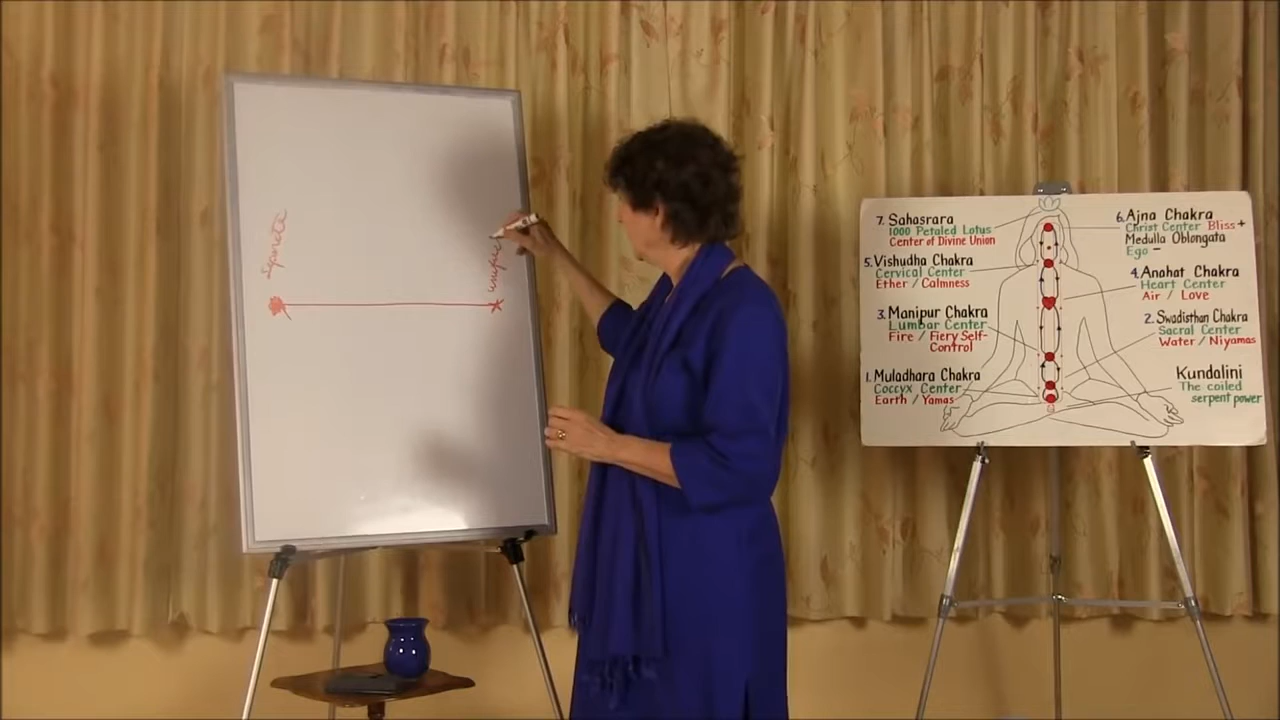 separate
7. Sahasrara
1000 Petaled Lotus
Center of Divine Union
6. Ajna Chakra
Christ Center Bliss +
Medulla Oblongata
Ego -
5. Vishudha Chakra
Cervical Center
Ether / Calmness
4. Anahat Chakra
Heart Center
Air / Love
3. Manipur Chakra
Lumbar Center
Fire / Fiery Self-
Control
2. Swadisthan Chakra
Sacral Center
Water / Niyamas
1. Muladhara Chakra
Coccyx Center
Earth / Yamas
Kundalini
The coiled
serpent power